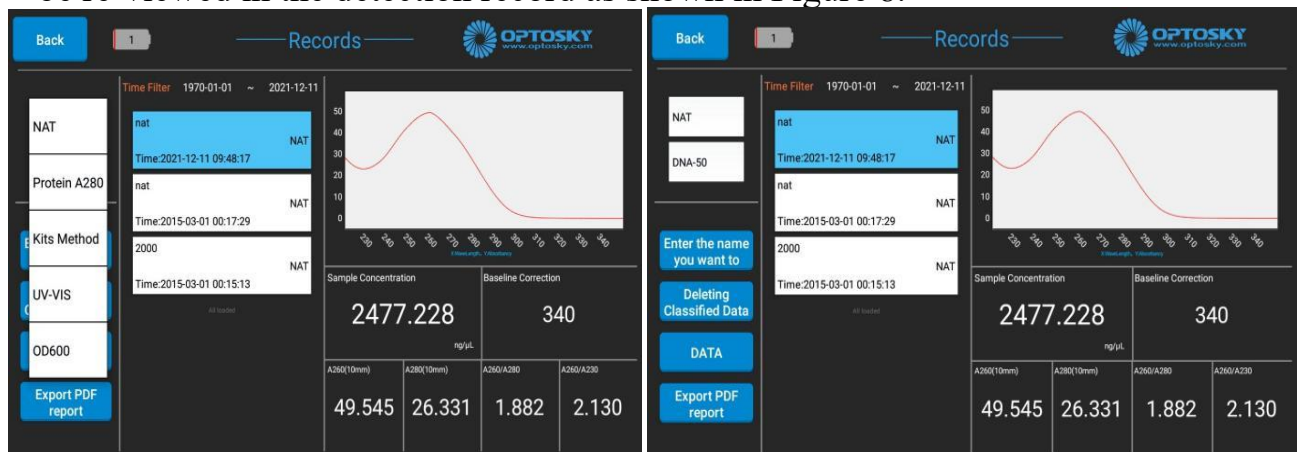 be re-viewed in the detection record as shown in Figure 6.
Back
1
Records
OPTOSKY
www.optosky.com
NAT
Protein A280
Kits Method
UV-VIS
OD600
Export PDF
report
Time Filter 1970-01-01 ~ 2021-12-11
nat
NAT
Time:2021-12-11 09:48:17
nat
NAT
Time:2015-03-01 00:17:29
2000
NAT
Time:2015-03-01 00:15:13
All loaded
50
40
30
20
10
0
230 240 250 260 270 280 290 300 310 320 330 340
X:WaveLength, Y:Absorbancy
Sample Concentration
2477.228
ng/µL
Baseline Correction
340
A260(10mm)
49.545
A280(10mm)
26.331
A260/A280
1.882
A260/A230
2.130
Back
1
Records
OPTOSKY
www.optosky.com
NAT
DNA-50
Enter the name
you want to
Deleting
Classified Data
DATA
Export PDF
report
Time Filter 1970-01-01 ~ 2021-12-11
nat
NAT
Time:2021-12-11 09:48:17
nat
NAT
Time:2015-03-01 00:17:29
2000
NAT
Time:2015-03-01 00:15:13
All loaded
50
40
30
20
10
0
230 240 250 260 270 280 290 300 310 320 330 340
X:WaveLength, Y:Absorbancy
Sample Concentration
2477.228
ng/µL
Baseline Correction
340
A260(10mm)
49.545
A280(10mm)
26.331
A260/A280
1.882
A260/A230
2.130